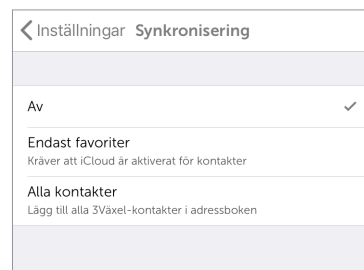 Inställningar Synkronisering
Av
Endast favoriter
Kräver att iCloud är aktiverat för kontakter
Alla kontakter
Lägg till alla 3Växel-kontakter i adressboken